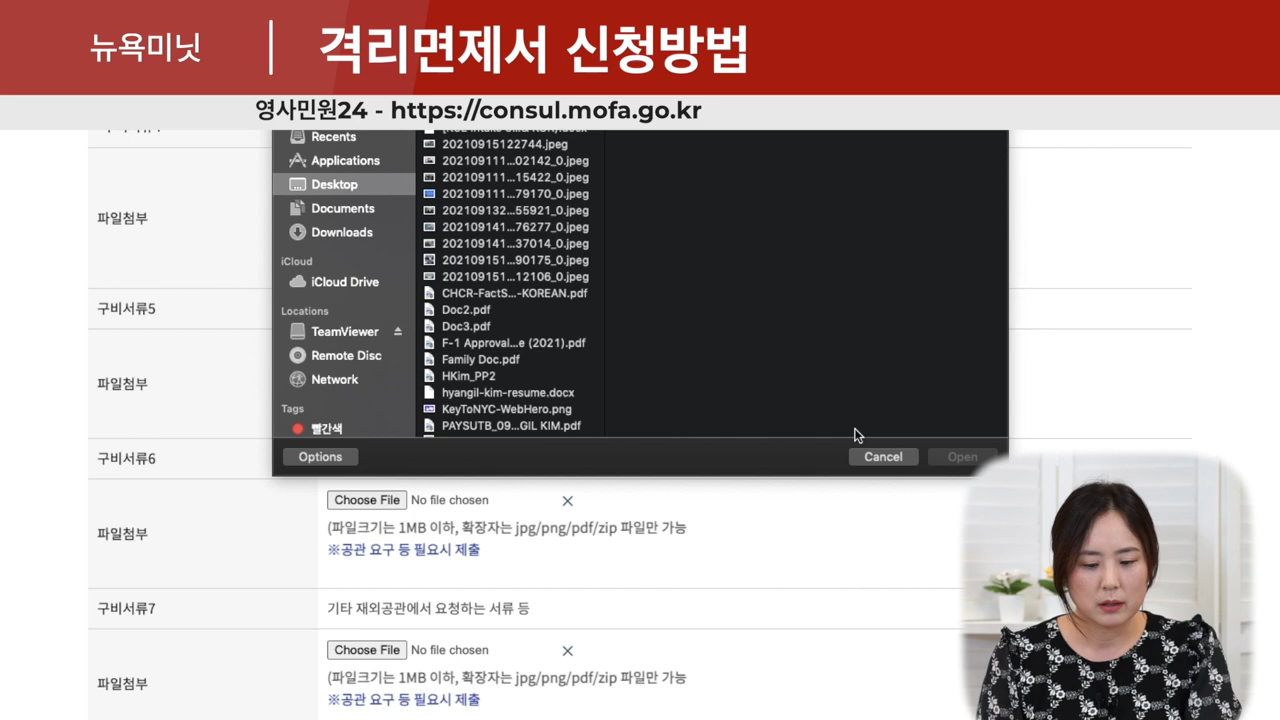 뉴욕미닛
격리면제서 신청방법
영사민원24 - https://consul.mofa.go.kr
Recents
Applications
Desktop
Documents
Downloads
iCloud
iCloud Drive
Locations
TeamViewer
Remote Disc
Network
Tags
빨간색
20210915122744.jpeg
202109111...02142_0.jpeg
202109111...15422_0.jpeg
202109111...79170_0.jpeg
202109132...55921_0.jpeg
202109141...76277_0.jpeg
202109141...37014_0.jpeg
202109151...90175_0.jpeg
202109151...12106_0.jpeg
CHCR-FactS...-KOREAN.pdf
Doc2.pdf
Doc3.pdf
F-1 Approval...e (2021).pdf
Family Doc.pdf
HKim_PP2
hyangil-kim-resume.docx
KeyToNYC-WebHero.png
PAYSUTB_09...GIL KIM.pdf
Options
Cancel
Open
파일첨부
구비서류5
파일첨부
구비서류6
파일첨부
Choose File No file chosen
(파일크기는 1MB 이하, 확장자는 jpg/png/pdf/zip 파일만 가능
※공관 요구 등 필요시 제출
구비서류7
기타 재외공관에서 요청하는 서류 등
파일첨부
Choose File No file chosen
(파일크기는 1MB 이하, 확장자는 jpg/png/pdf/zip 파일만 가능
※공관 요구 등 필요시 제출